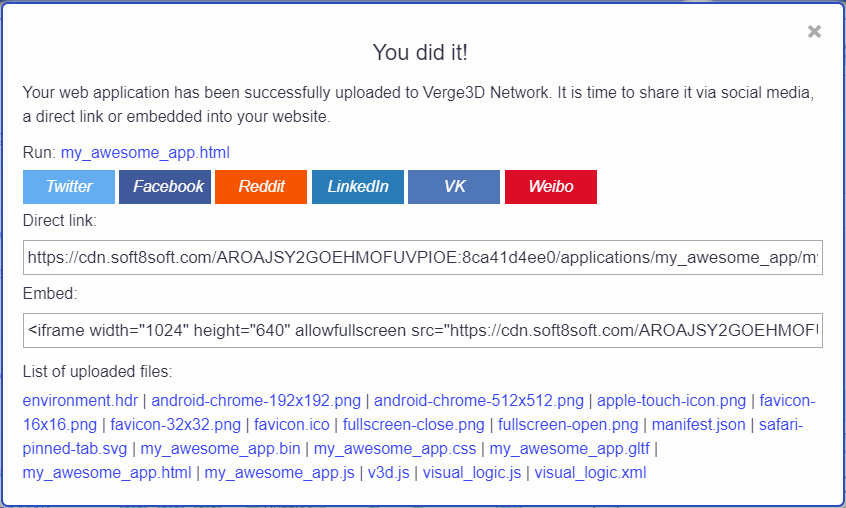 You did it!
Your web application has been successfully uploaded to Verge3D Network. It is time to share it via social media,
a direct link or embedded into your website.
Run: my_awesome_app.html
Twitter Facebook Reddit LinkedIn VK Weibo
Direct link:
https://cdn.soft8soft.com/AROAJSY2GOEHMOFUVPIOE:8ca41d4ee0/applications/my_awesome_app/my
Embed:
<iframe width="1024" height="640" allowfullscreen src="https://cdn.soft8soft.com/AROAJSY2GOEHMOFU
List of uploaded files:
environment.hdr | android-chrome-192x192.png | android-chrome-512x512.png | apple-touch-icon.png | favicon-
16x16.png | favicon-32x32.png | favicon.ico | fullscreen-close.png | fullscreen-open.png | manifest.json | safari-
pinned-tab.svg | my_awesome_app.bin | my_awesome_app.css | my_awesome_app.gltf |
my_awesome_app.html | my_awesome_app.js | v3d.js | visual_logic.js | visual_logic.xml